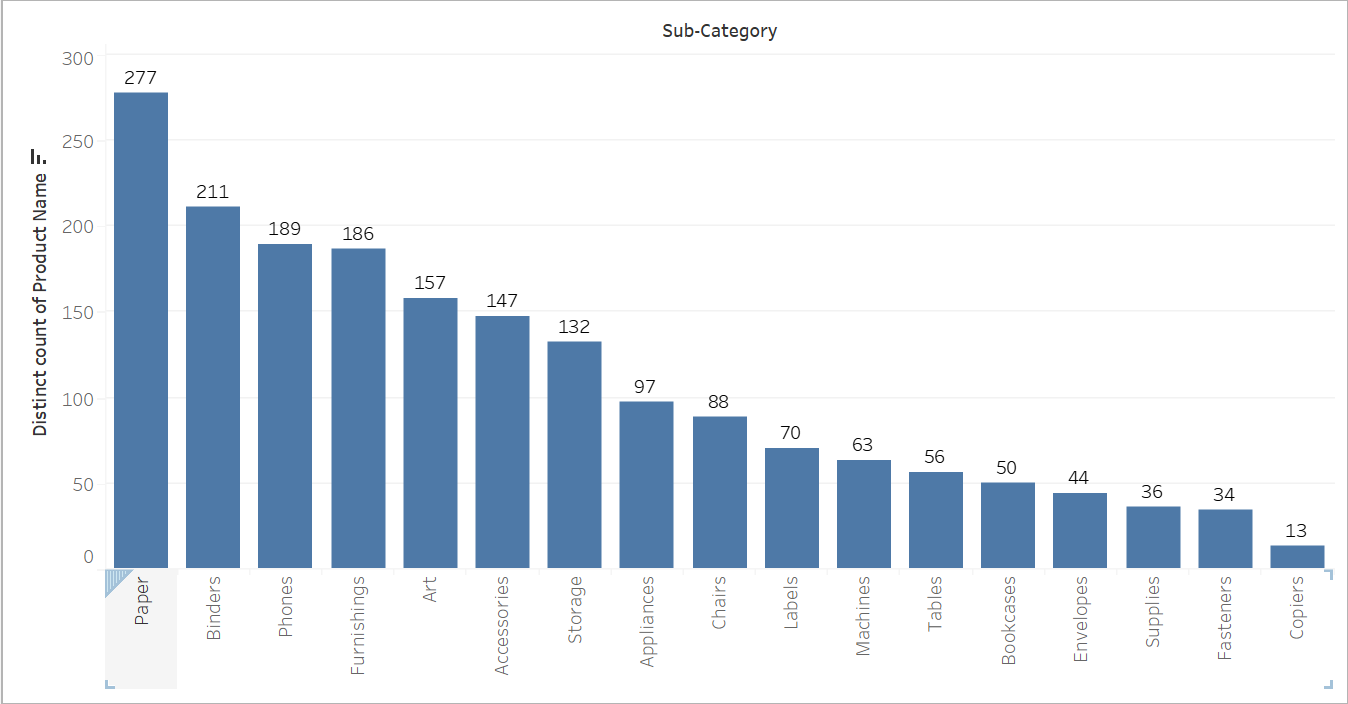 Sub-Category
Distinct count of Product Name
300
250
200
150
100
50
0
277
211
189
186
157
147
132
97
88
70
63
56
50
44
36
34
13
Paper
Binders
Phones
Furnishings
Art
Accessories
Storage
Appliances
Chairs
Labels
Machines
Tables
Bookcases
Envelopes
Supplies
Fasteners
Copiers